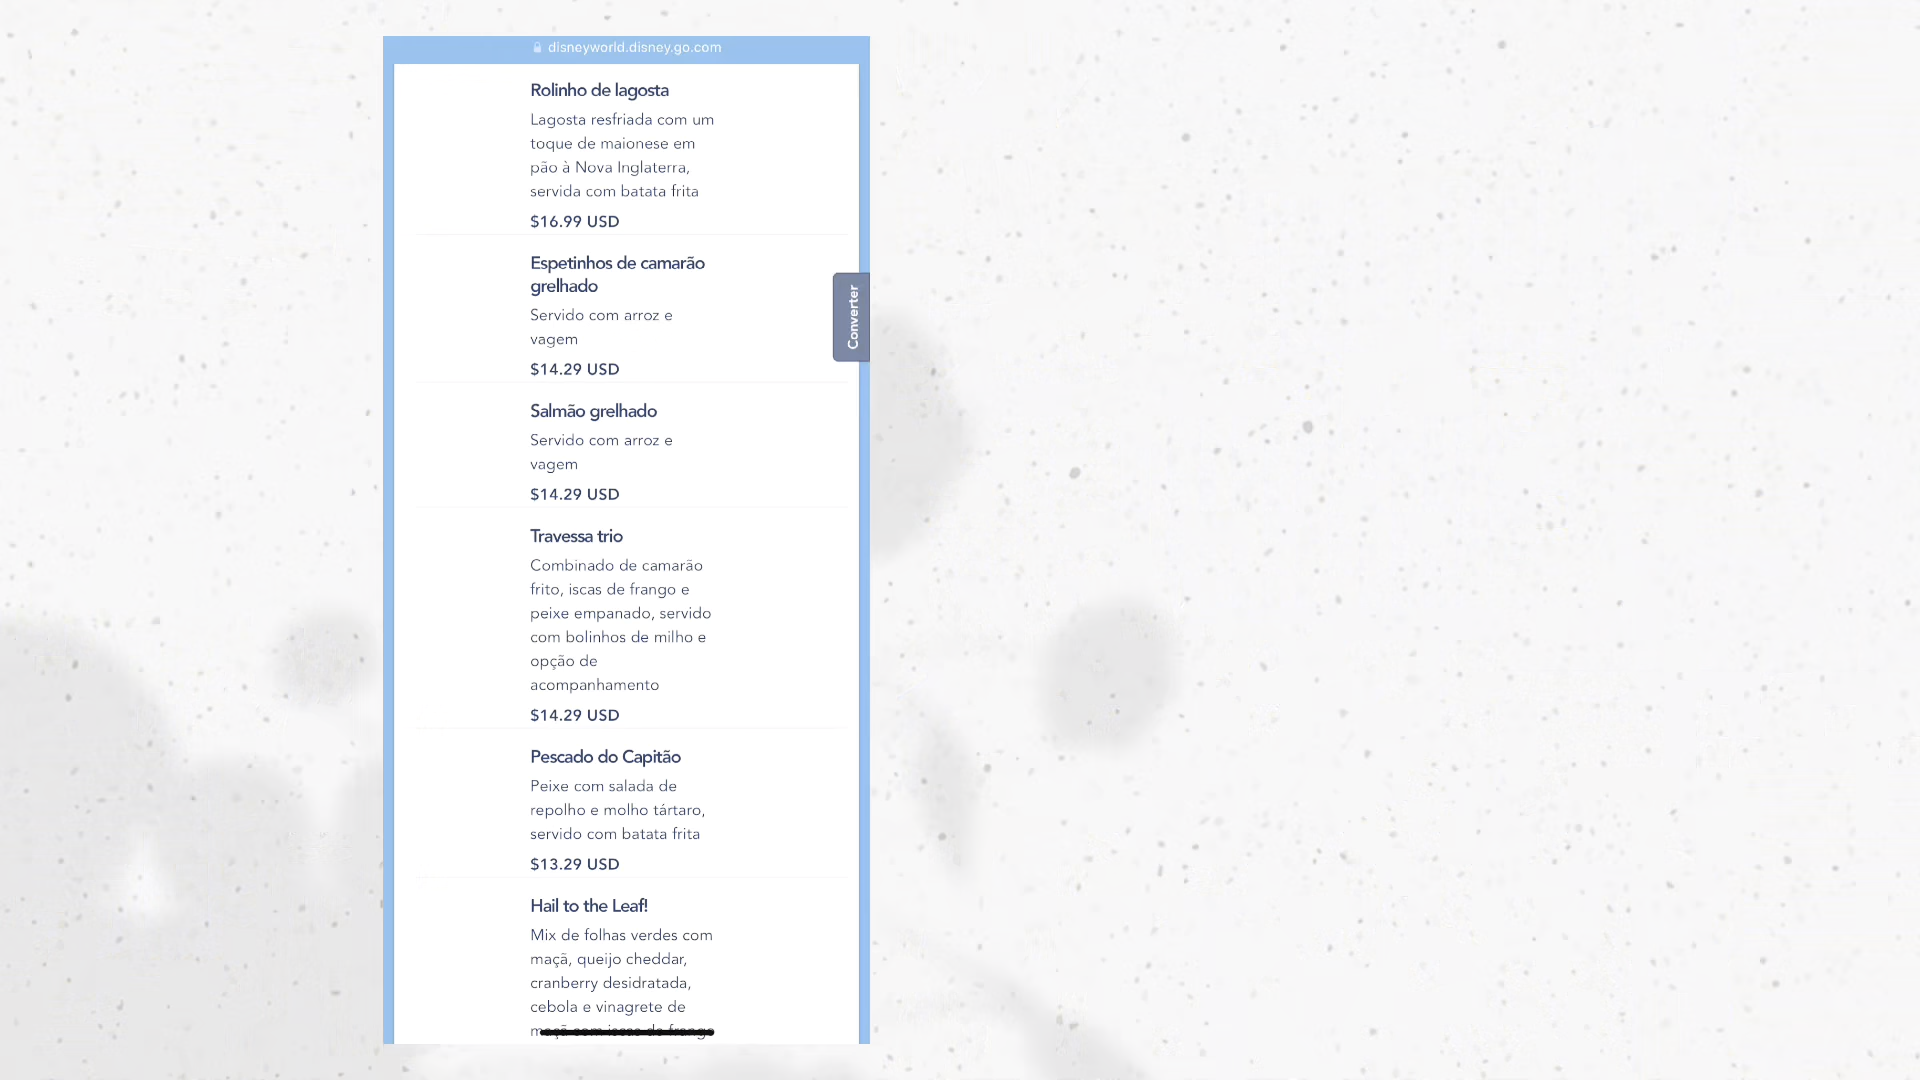 disneyworld.disney.go.com
Rolinho de lagosta
Lagosta resfriada com um
toque de maionese em
pão à Nova Inglaterra,
servida com batata frita
$16.99 USD
Espetinhos de camarão
grelhado
Servido com arroz e
vagem
$14.29 USD
Converter
Salmão grelhado
Servido com arroz e
vagem
$14.29 USD
Travessa trio
Combinado de camarão
frito, iscas de frango e
peixe empanado, servido
com bolinhos de milho e
opção de
acompanhamento
$14.29 USD
Pescado do Capitão
Peixe com salada de
repolho e molho tártaro,
servido com batata frita
$13.29 USD
Hail to the Leaf!
Mix de folhas verdes com
maçã, queijo cheddar,
cranberry desidratada,
cebola e vinagrete de
maçã com iscas de frango